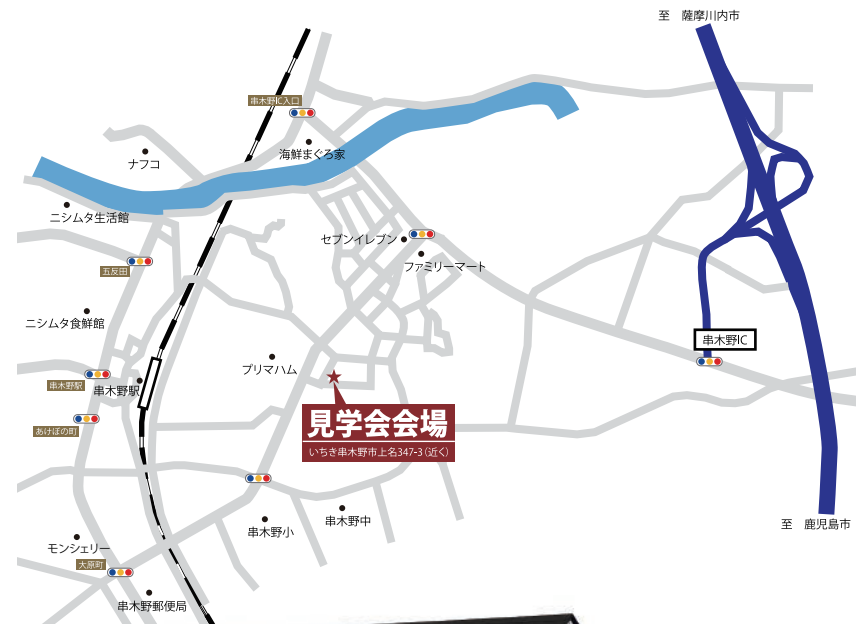 至　薩摩川内市
串木野IC入口
海鮮まぐろ家
ナフコ
ニシムタ生活館
セブンイレブン
ファミリーマート
五反田
ニシムタ食鮮館
串木野IC
プリマハム
串木野駅
串木野駅
見学会会場
いちき串木野市上名347-3（近く）
あけぼの町
串木野中
串木野小
至　鹿児島市
モンシェリー
大原町
串木野郵便局